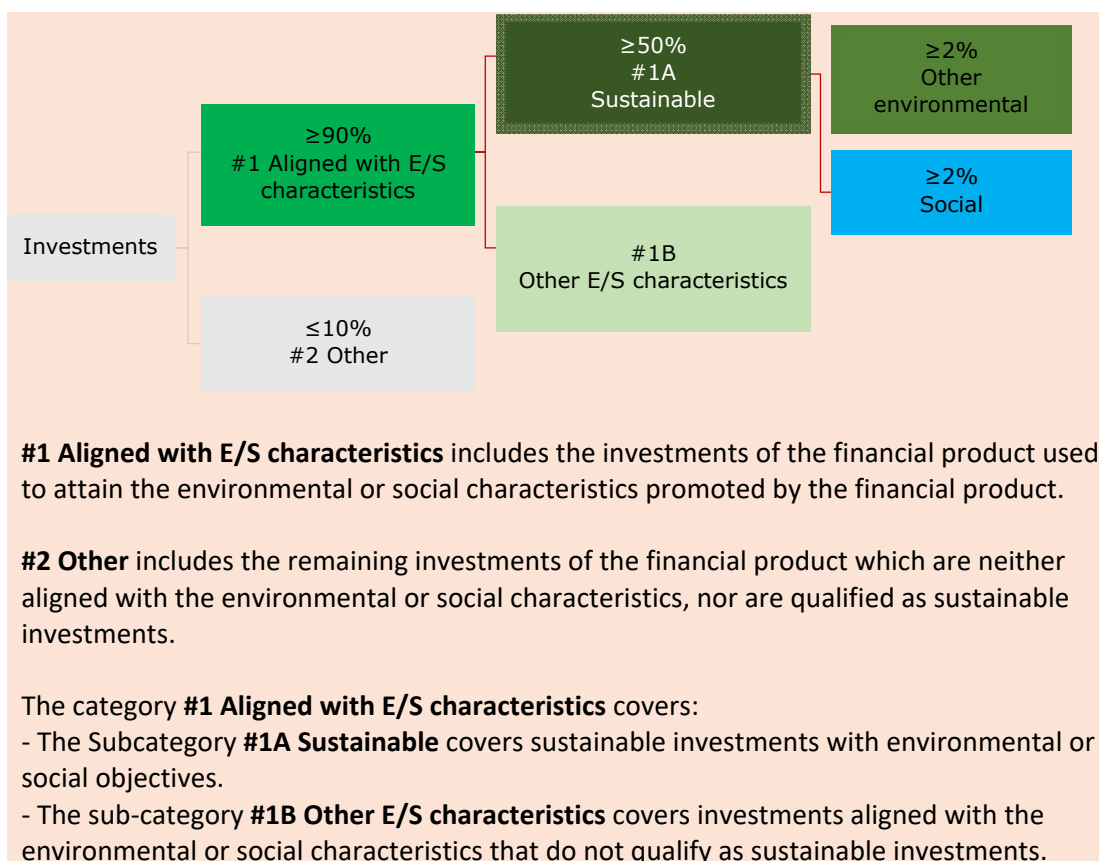 ≥50%
#1A
Sustainable
≥2%
Other
environmental
≥90%
#1 Aligned with E/S
characteristics
≥2%
Social
Investments
#1B
Other E/S characteristics
≤10%
#2 Other
#1 Aligned with E/S characteristics includes the investments of the financial product used
to attain the environmental or social characteristics promoted by the financial product.
#2 Other includes the remaining investments of the financial product which are neither
aligned with the environmental or social characteristics, nor are qualified as sustainable
investments.
The category #1 Aligned with E/S characteristics covers:
- The Subcategory #1A Sustainable covers sustainable investments with environmental or
social objectives.
- The sub-category #1B Other E/S characteristics covers investments aligned with the
environmental or social characteristics that do not qualify as sustainable investments.